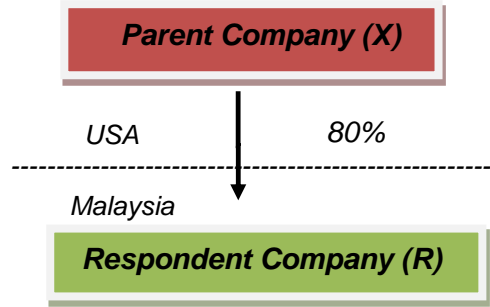 Parent Company (X)
USA 80%
Malaysia
Respondent Company (R)